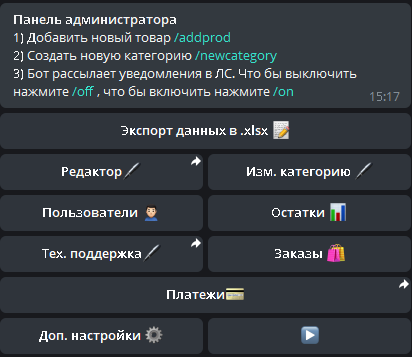 Панель администратора
1) Добавить новый товар /addprod
2) Создать новую категорию /newcategory
3) Бот рассылает уведомления в ЛС. Что бы выключить
нажмите /off , что бы включить нажмите /on
15:17
Экспорт данных в .xlsx 📝
Редактор
Изм. категорию
Пользователи
Остатки 📊
Тех. поддержка
Заказы 🛍
Платежи💳
Доп. настройки ⚙️
▶️